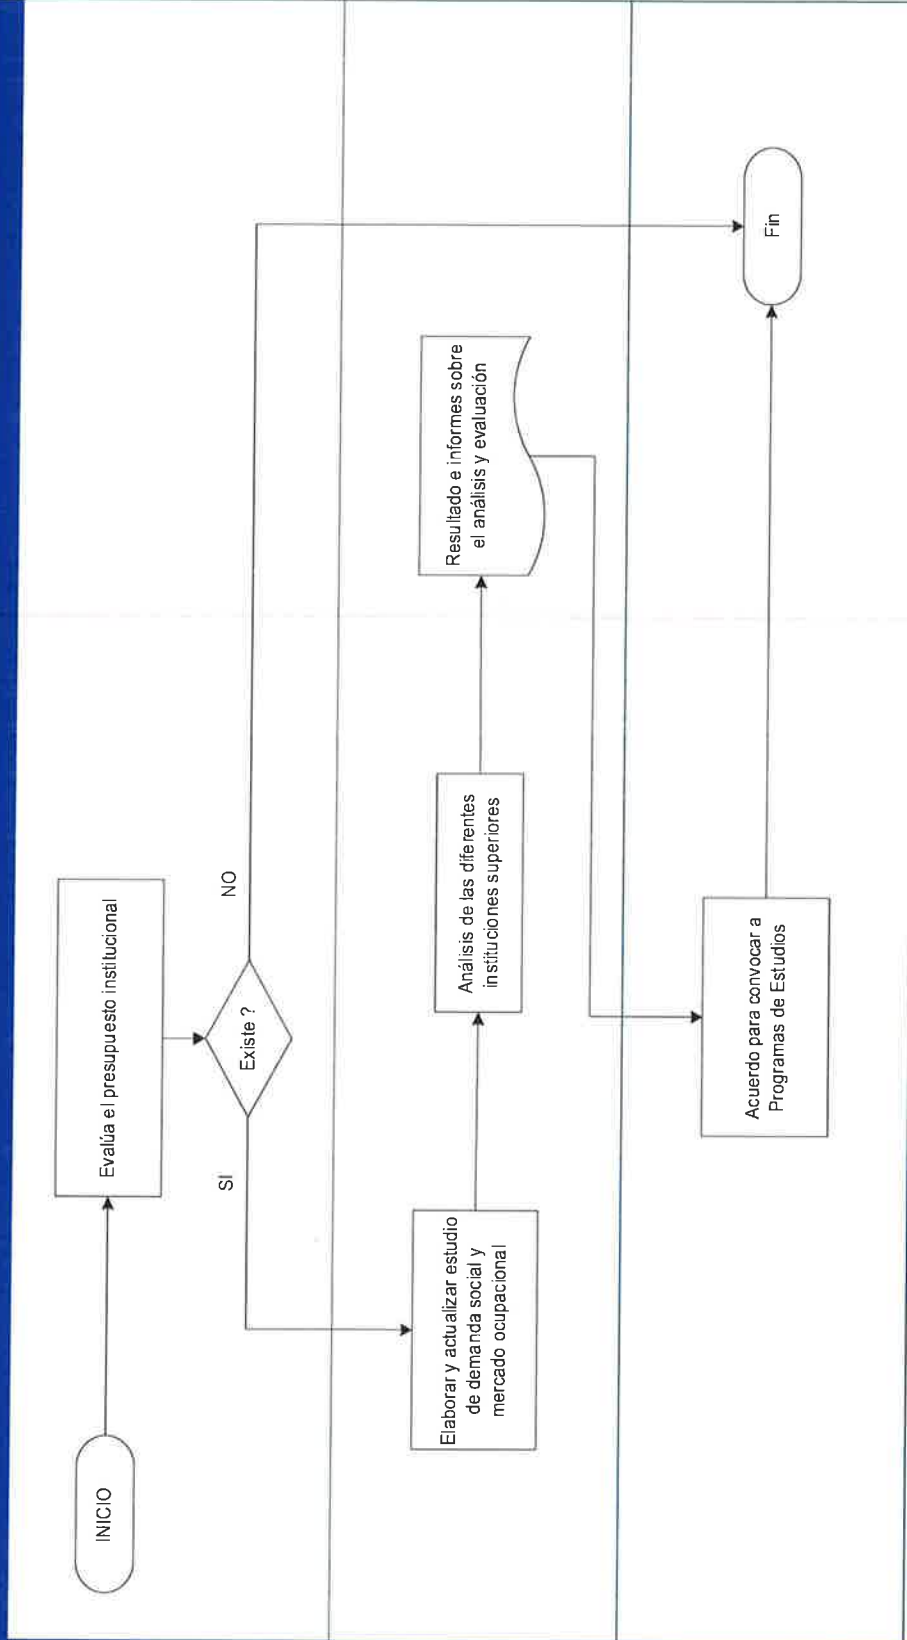 INICIO
Evalúa el presupuesto institucional
Existe ?
SI
NO
Elaborar y actualizar estudio
de demanda social y
mercado ocupacional
Análisis de las diferentes
instituciones superiores
Resultado e informes sobre
el análisis y evaluación
Acuerdo para convocar a
Programas de Estudios
Fin